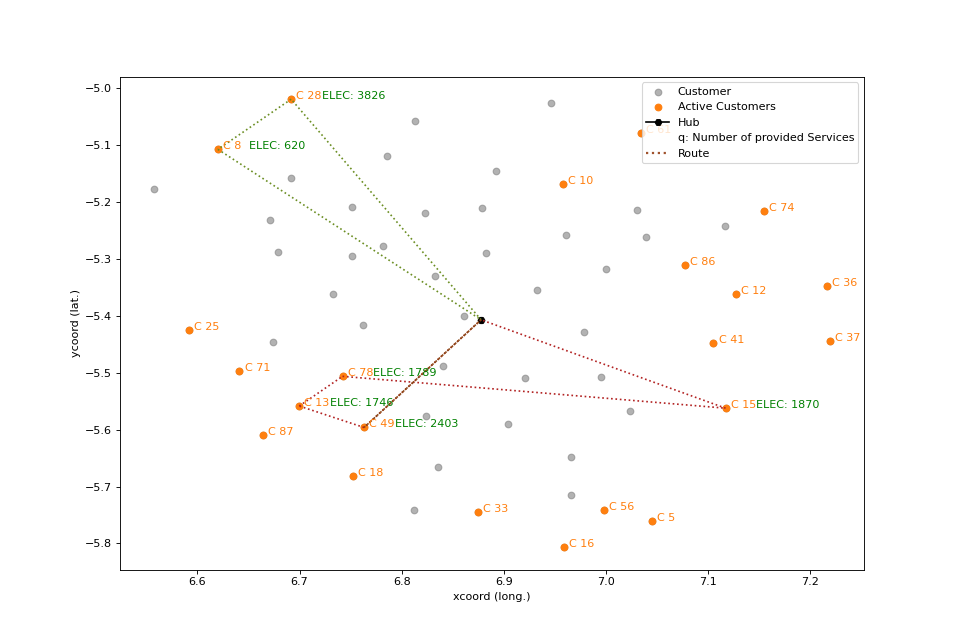 Customer
Active Customers
Hub
q: Number of provided Services
Route
C 28 ELEC: 3826
C 8 ELEC: 620
C 10
C 74
C 86
C 36
C 12
C 25
C 41
C 37
C 71
C 78 ELEC: 1789
C 13 ELEC: 1746
C 15 ELEC: 1870
C 49 ELEC: 2403
C 87
C 18
C 33
C 56
C 5
C 16
−5.0
−5.1
−5.2
−5.3
−5.4
−5.5
−5.6
−5.7
−5.8
ycoord (lat.)
6.6 6.7 6.8 6.9 7.0 7.1 7.2
xcoord (long.)